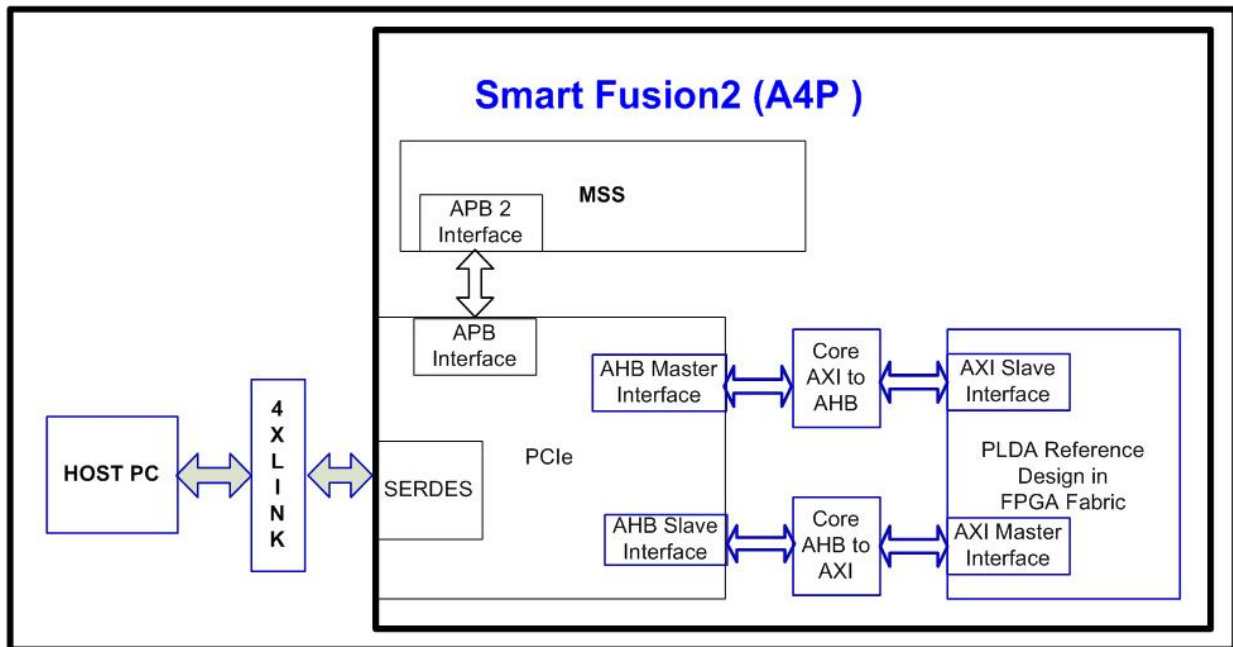 Smart Fusion2 (A4P )
MSS
APB 2
Interface
APB
Interface
AHB Master
Interface
Core
AXI to
AHB
AXI Slave
Interface
4
X
L
I
N
K
HOST PC
SERDES
PCIe
PLDA Reference
Design in
FPGA Fabric
AHB Slave
Interface
Core
AHB to
AXI
AXI Master
Interface